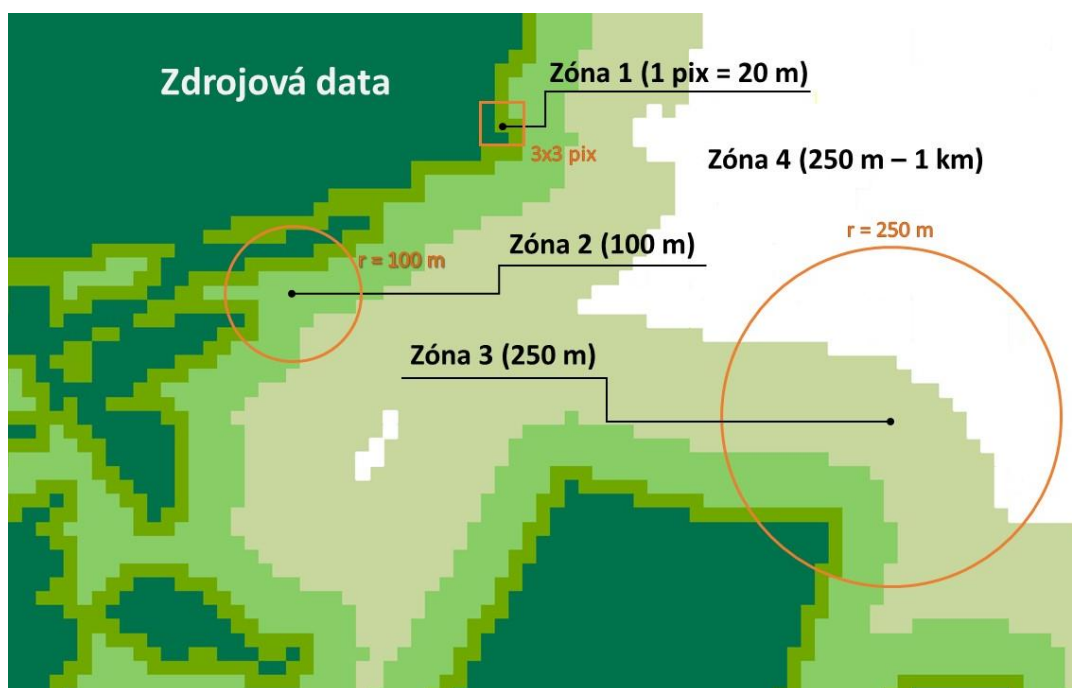 Zdrojová data
Zóna 1 (1 pix = 20 m)
3x3 pix
Zóna 4 (250 m – 1 km)
r = 250 m
Zóna 2 (100 m)
r = 100 m
Zóna 3 (250 m)